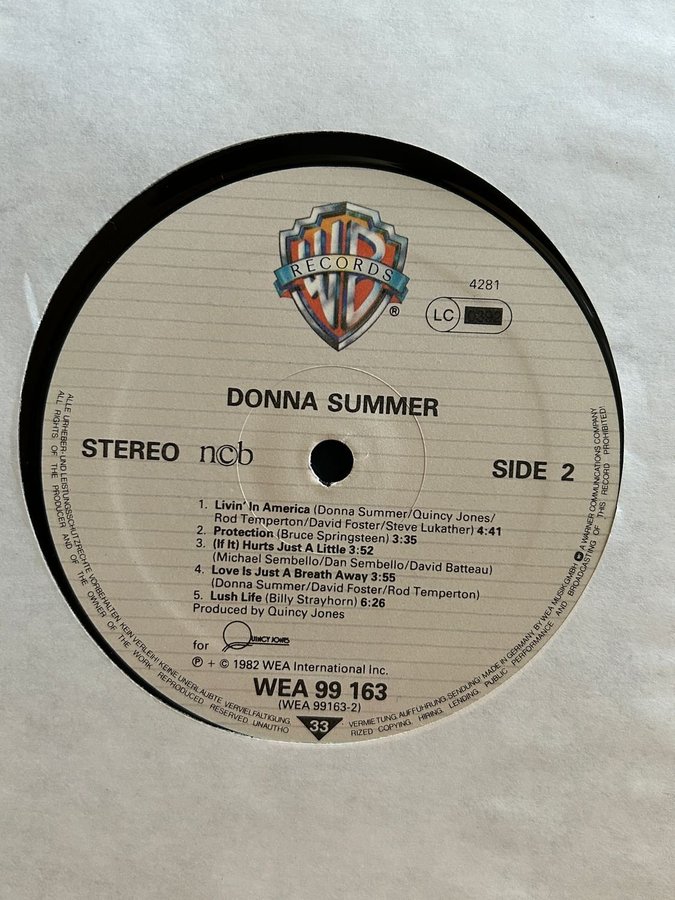 WB
RECORDS
®
4281
LC
DONNA SUMMER
STEREO ncb
SIDE 2
1. Livin' In America (Donna Summer/Quincy Jones/
Rod Temperton/David Foster/Steve Lukather) 4:41
2. Protection (Bruce Springsteen) 3:35
3. (If It) Hurts Just A Little 3:52
(Michael Sembello/Dan Sembello/David Batteau)
4. Love Is Just A Breath Away 3:55
(Donna Summer/David Foster/Rod Temperton)
5. Lush Life (Billy Strayhorn) 6:26
Produced by Quincy Jones
for QUINCY JONES
℗ + © 1982 WEA International Inc.
WEA 99 163
(WEA 99163-2)
33
ALLE URHEBER- UND LEISTUNGSSCHUTZRECHTE VORBEHALTEN. KEIN VERLEIH! KEINE UNERLAUBTE VERVIELFÄLTIGUNG,
VERMIETUNG, AUFFÜHRUNG, SENDUNG! MADE IN GERMANY BY WEA MUSIK GMBH A WARNER COMMUNICATIONS COMPANY
ALL RIGHTS OF THE PRODUCER AND OF THE OWNER OF THE WORK REPRODUCED RESERVED. UNAUTHO
RIZED COPYING, HIRING, LENDING, PUBLIC PERFORMANCE AND BROADCASTING OF THIS RECORD PROHIBITED!